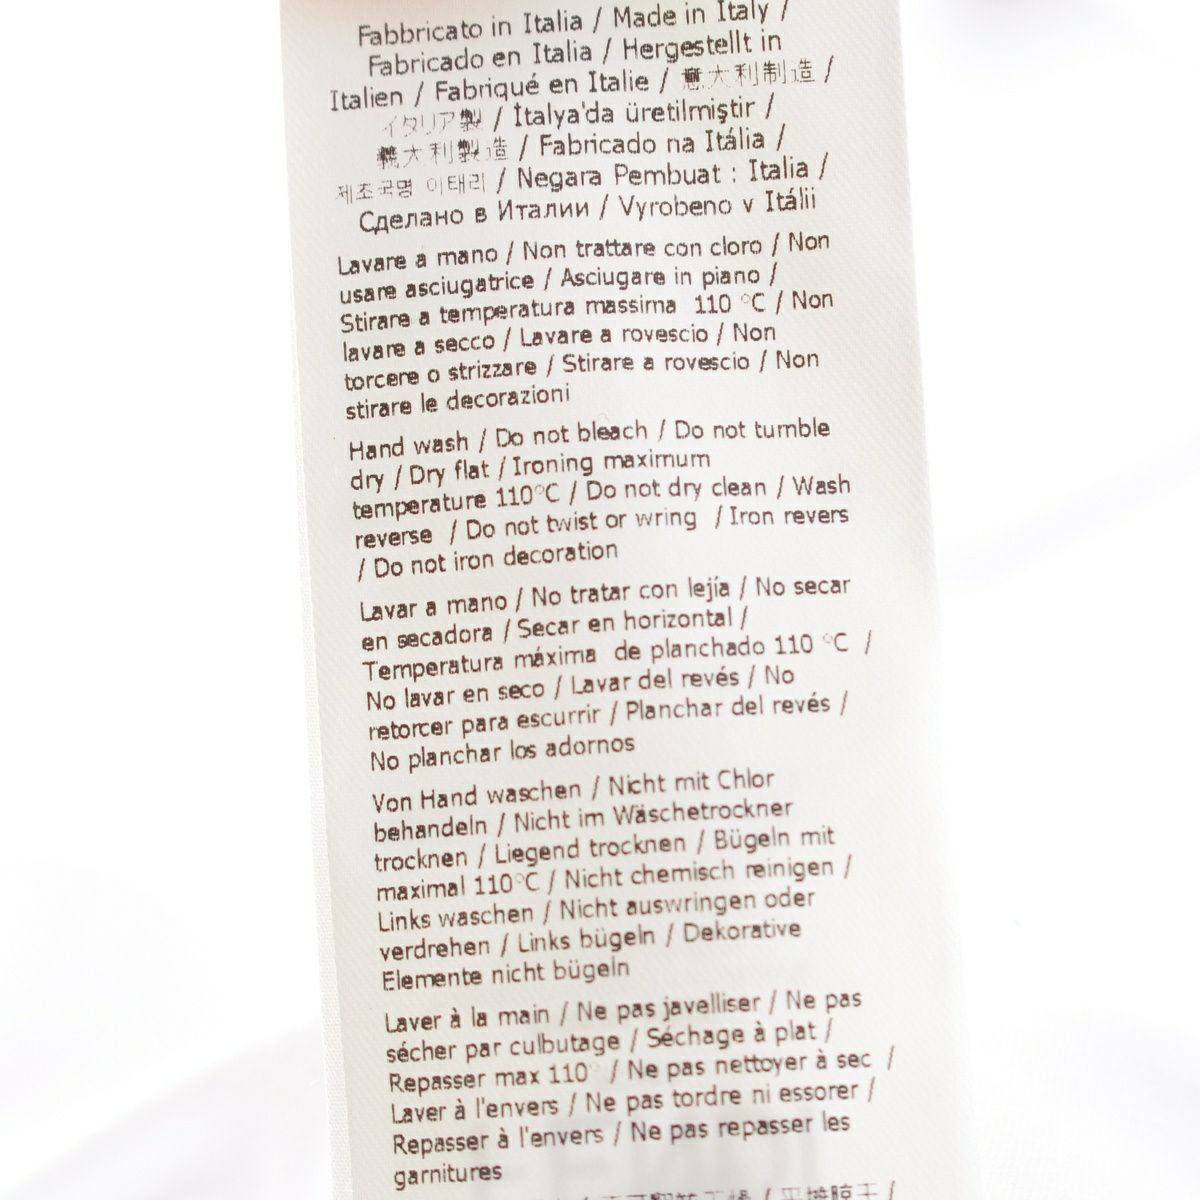 Fabbricato in Italia / Made in Italy /
Fabricado en Italia / Hergestellt in
Italien / Fabriqué en Italie / 意大利制造 /
イタリア製 / İtalya'da üretilmiştir /
義大利製造 / Fabricado na Itália /
제조국명 이태리 / Negara Pembuat : Italia /
Сделано в Италии / Vyrobeno v Itálii
Lavare a mano / Non trattare con cloro / Non
usare asciugatrice / Asciugare in piano /
Stirare a temperatura massima 110 °C / Non
lavare a secco / Lavare a rovescio / Non
torcere o strizzare / Stirare a rovescio / Non
stirare le decorazioni
Hand wash / Do not bleach / Do not tumble
dry / Dry flat / Ironing maximum
temperature 110°C / Do not dry clean / Wash
reverse / Do not twist or wring / Iron revers
/ Do not iron decoration
Lavar a mano / No tratar con lejía / No secar
en secadora / Secar en horizontal /
Temperatura máxima de planchado 110 °C /
No lavar en seco / Lavar del revés / No
retorcer para escurrir / Planchar del revés /
No planchar los adornos
Von Hand waschen / Nicht mit Chlor
behandeln / Nicht im Wäschetrockner
trocknen / Liegend trocknen / Bügeln mit
maximal 110°C / Nicht chemisch reinigen /
Links waschen / Nicht auswringen oder
verdrehen / Links bügeln / Dekorative
Elemente nicht bügeln
Laver à la main / Ne pas javelliser / Ne pas
sécher par culbutage / Séchage à plat /
Repasser max 110° / Ne pas nettoyer à sec /
Laver à l'envers / Ne pas tordre ni essorer /
Repasser à l'envers / Ne pas repasser les
garnitures